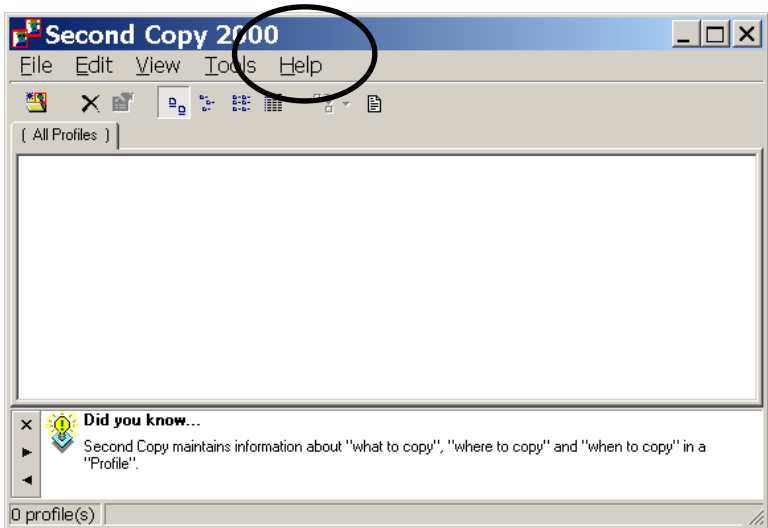 Second Copy 2000
File Edit View Tools Help
( All Profiles )
Did you know...
Second Copy maintains information about "what to copy", "where to copy" and "when to copy" in a
"Profile".
0 profile(s)